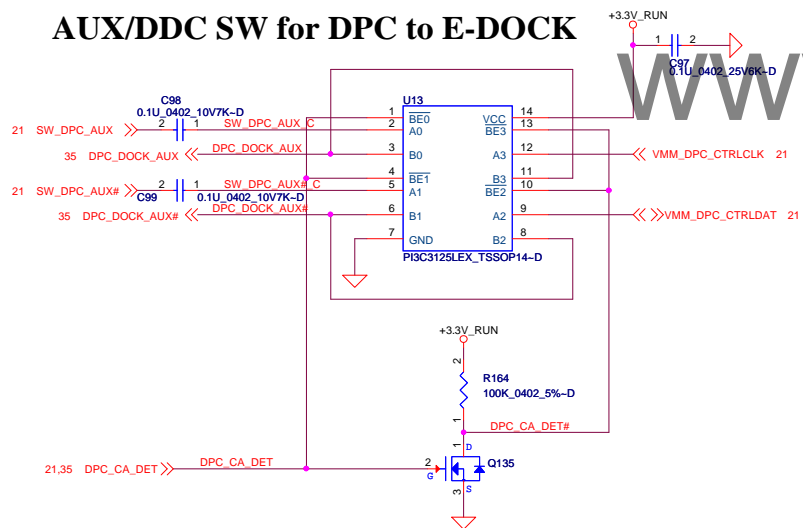 AUX/DDC SW for DPC to E-DOCK
+3.3V_RUN
1 2
C97
0.1U_0402_25V6K~D
WW
C98
0.1U_0402_10V7K~D
U13
21 SW_DPC_AUX 2 1 SW_DPC_AUX_C
35 DPC_DOCK_AUX DPC_DOCK_AUX
21 SW_DPC_AUX# 2 1 SW_DPC_AUX#_C
C99 0.1U_0402_10V7K~D
35 DPC_DOCK_AUX# DPC_DOCK_AUX#
1 BE0 VCC 14
2 A0 BE3 13
3 B0 A3 12 VMM_DPC_CTRLCLK 21
4 BE1 B3 11
5 A1 BE2 10
6 B1 A2 9 VMM_DPC_CTRLDAT 21
7 GND B2 8
PI3C3125LEX_TSSOP14~D
+3.3V_RUN
2
R164
100K_0402_5%~D
1
DPC_CA_DET#
21,35 DPC_CA_DET DPC_CA_DET
2 G
1 D
Q135
3 S